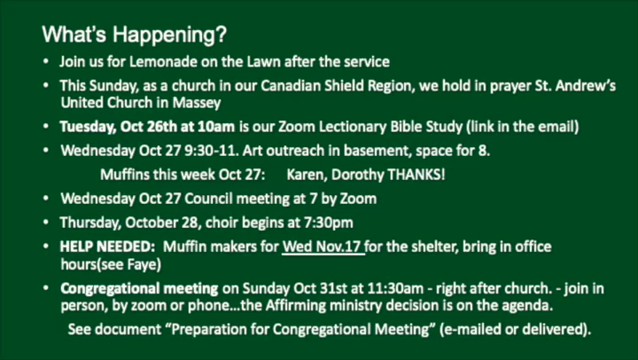 What's Happening?
• Join us for Lemonade on the Lawn after the service
• This Sunday, as a church in our Canadian Shield Region, we hold in prayer St. Andrew's
United Church in Massey
• Tuesday, Oct 26th at 10am is our Zoom Lectionary Bible Study (link in the email)
• Wednesday Oct 27 9:30-11. Art outreach in basement, space for 8.
Muffins this week Oct 27: Karen, Dorothy THANKS!
• Wednesday Oct 27 Council meeting at 7 by Zoom
• Thursday, October 28, choir begins at 7:30pm
• HELP NEEDED: Muffin makers for Wed Nov.17 for the shelter, bring in office
hours(see Faye)
• Congregational meeting on Sunday Oct 31st at 11:30am - right after church. - join in
person, by zoom or phone...the Affirming ministry decision is on the agenda.
See document "Preparation for Congregational Meeting" (e-mailed or delivered).